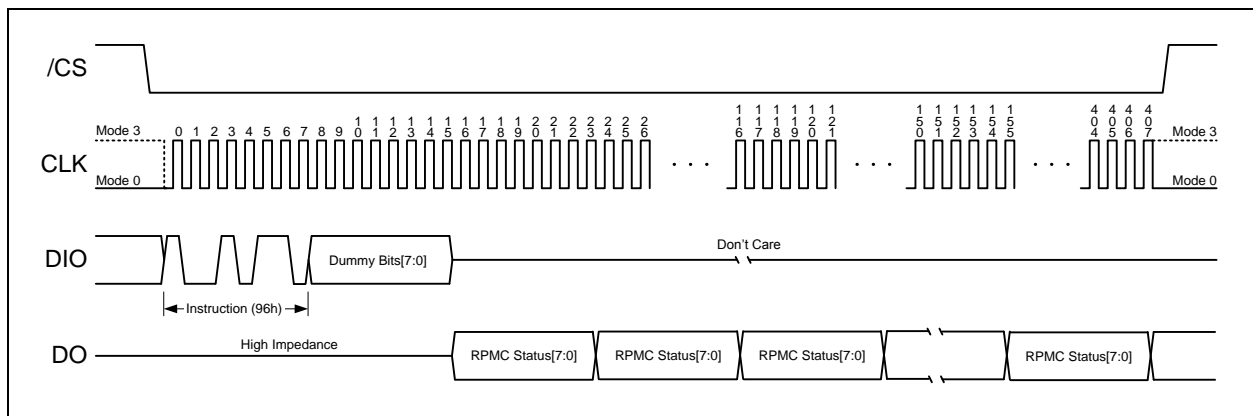 /CS
Mode 3 0 1 2 3 4 5 6 7 8 9 10 11 12 13 14 15 16 17 18 19 20 21 22 23 24 25 26 116 117 118 119 120 121 150 151 152 153 154 155 404 405 406 407 Mode 3
CLK . . . . . . . . .
Mode 0 Mode 0
DIO Dummy Bits[7:0] Don't Care
Instruction (96h)
High Impedance
DO RPMC Status[7:0] RPMC Status[7:0] RPMC Status[7:0] RPMC Status[7:0]